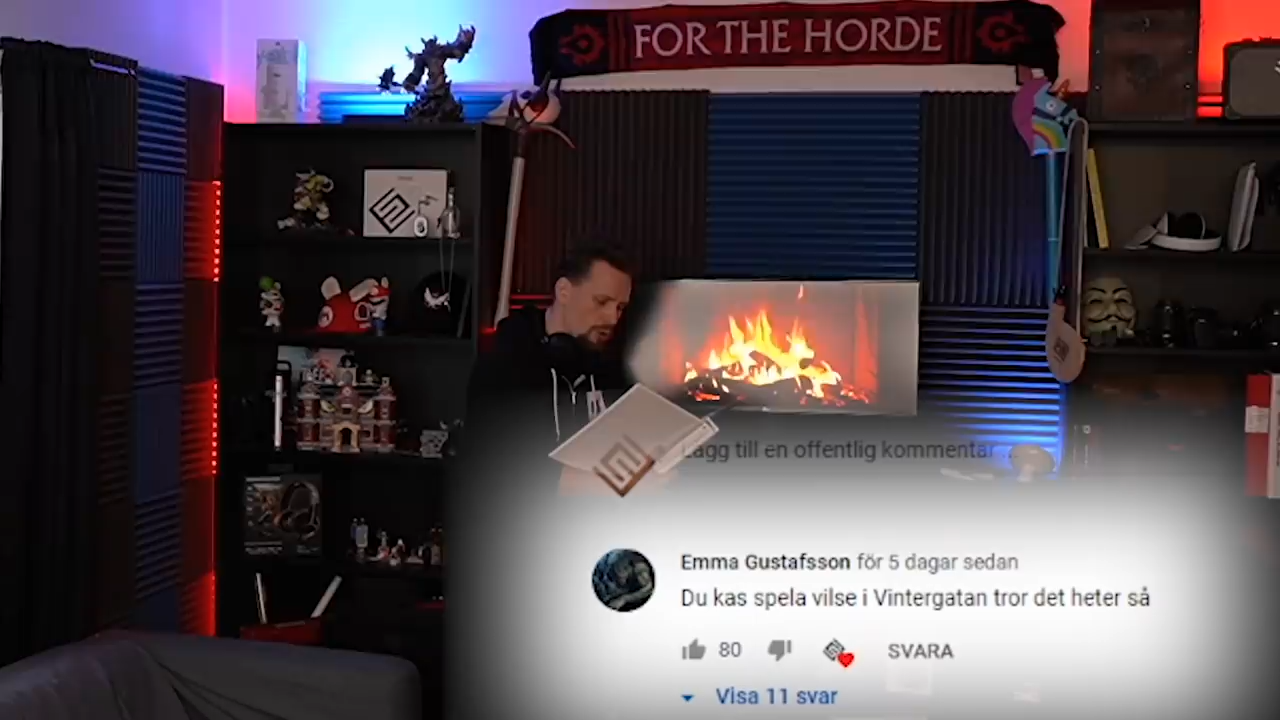 FOR THE HORDE
Lägg till en offentlig kommentar ...
Emma Gustafsson för 5 dagar sedan
Du kas spela vilse i Vintergatan tror det heter så
80
SVARA
Visa 11 svar